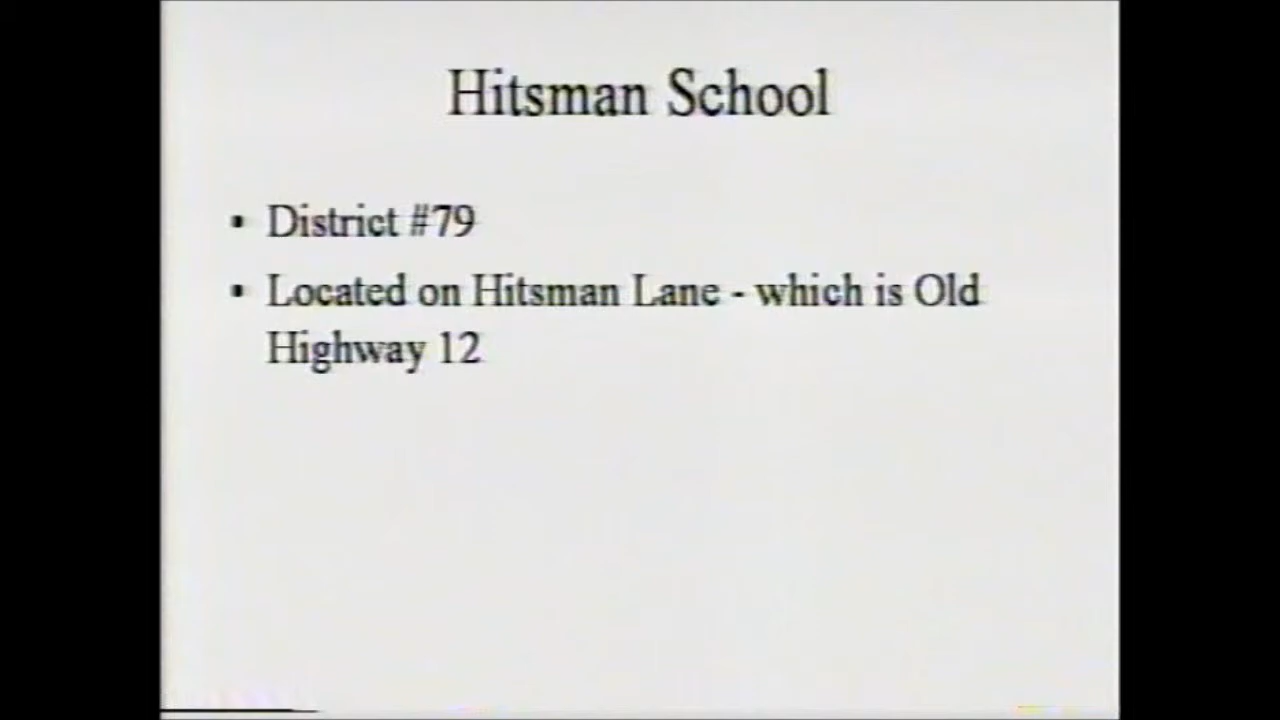 Hitsman School
• District #79
• Located on Hitsman Lane - which is Old
Highway 12